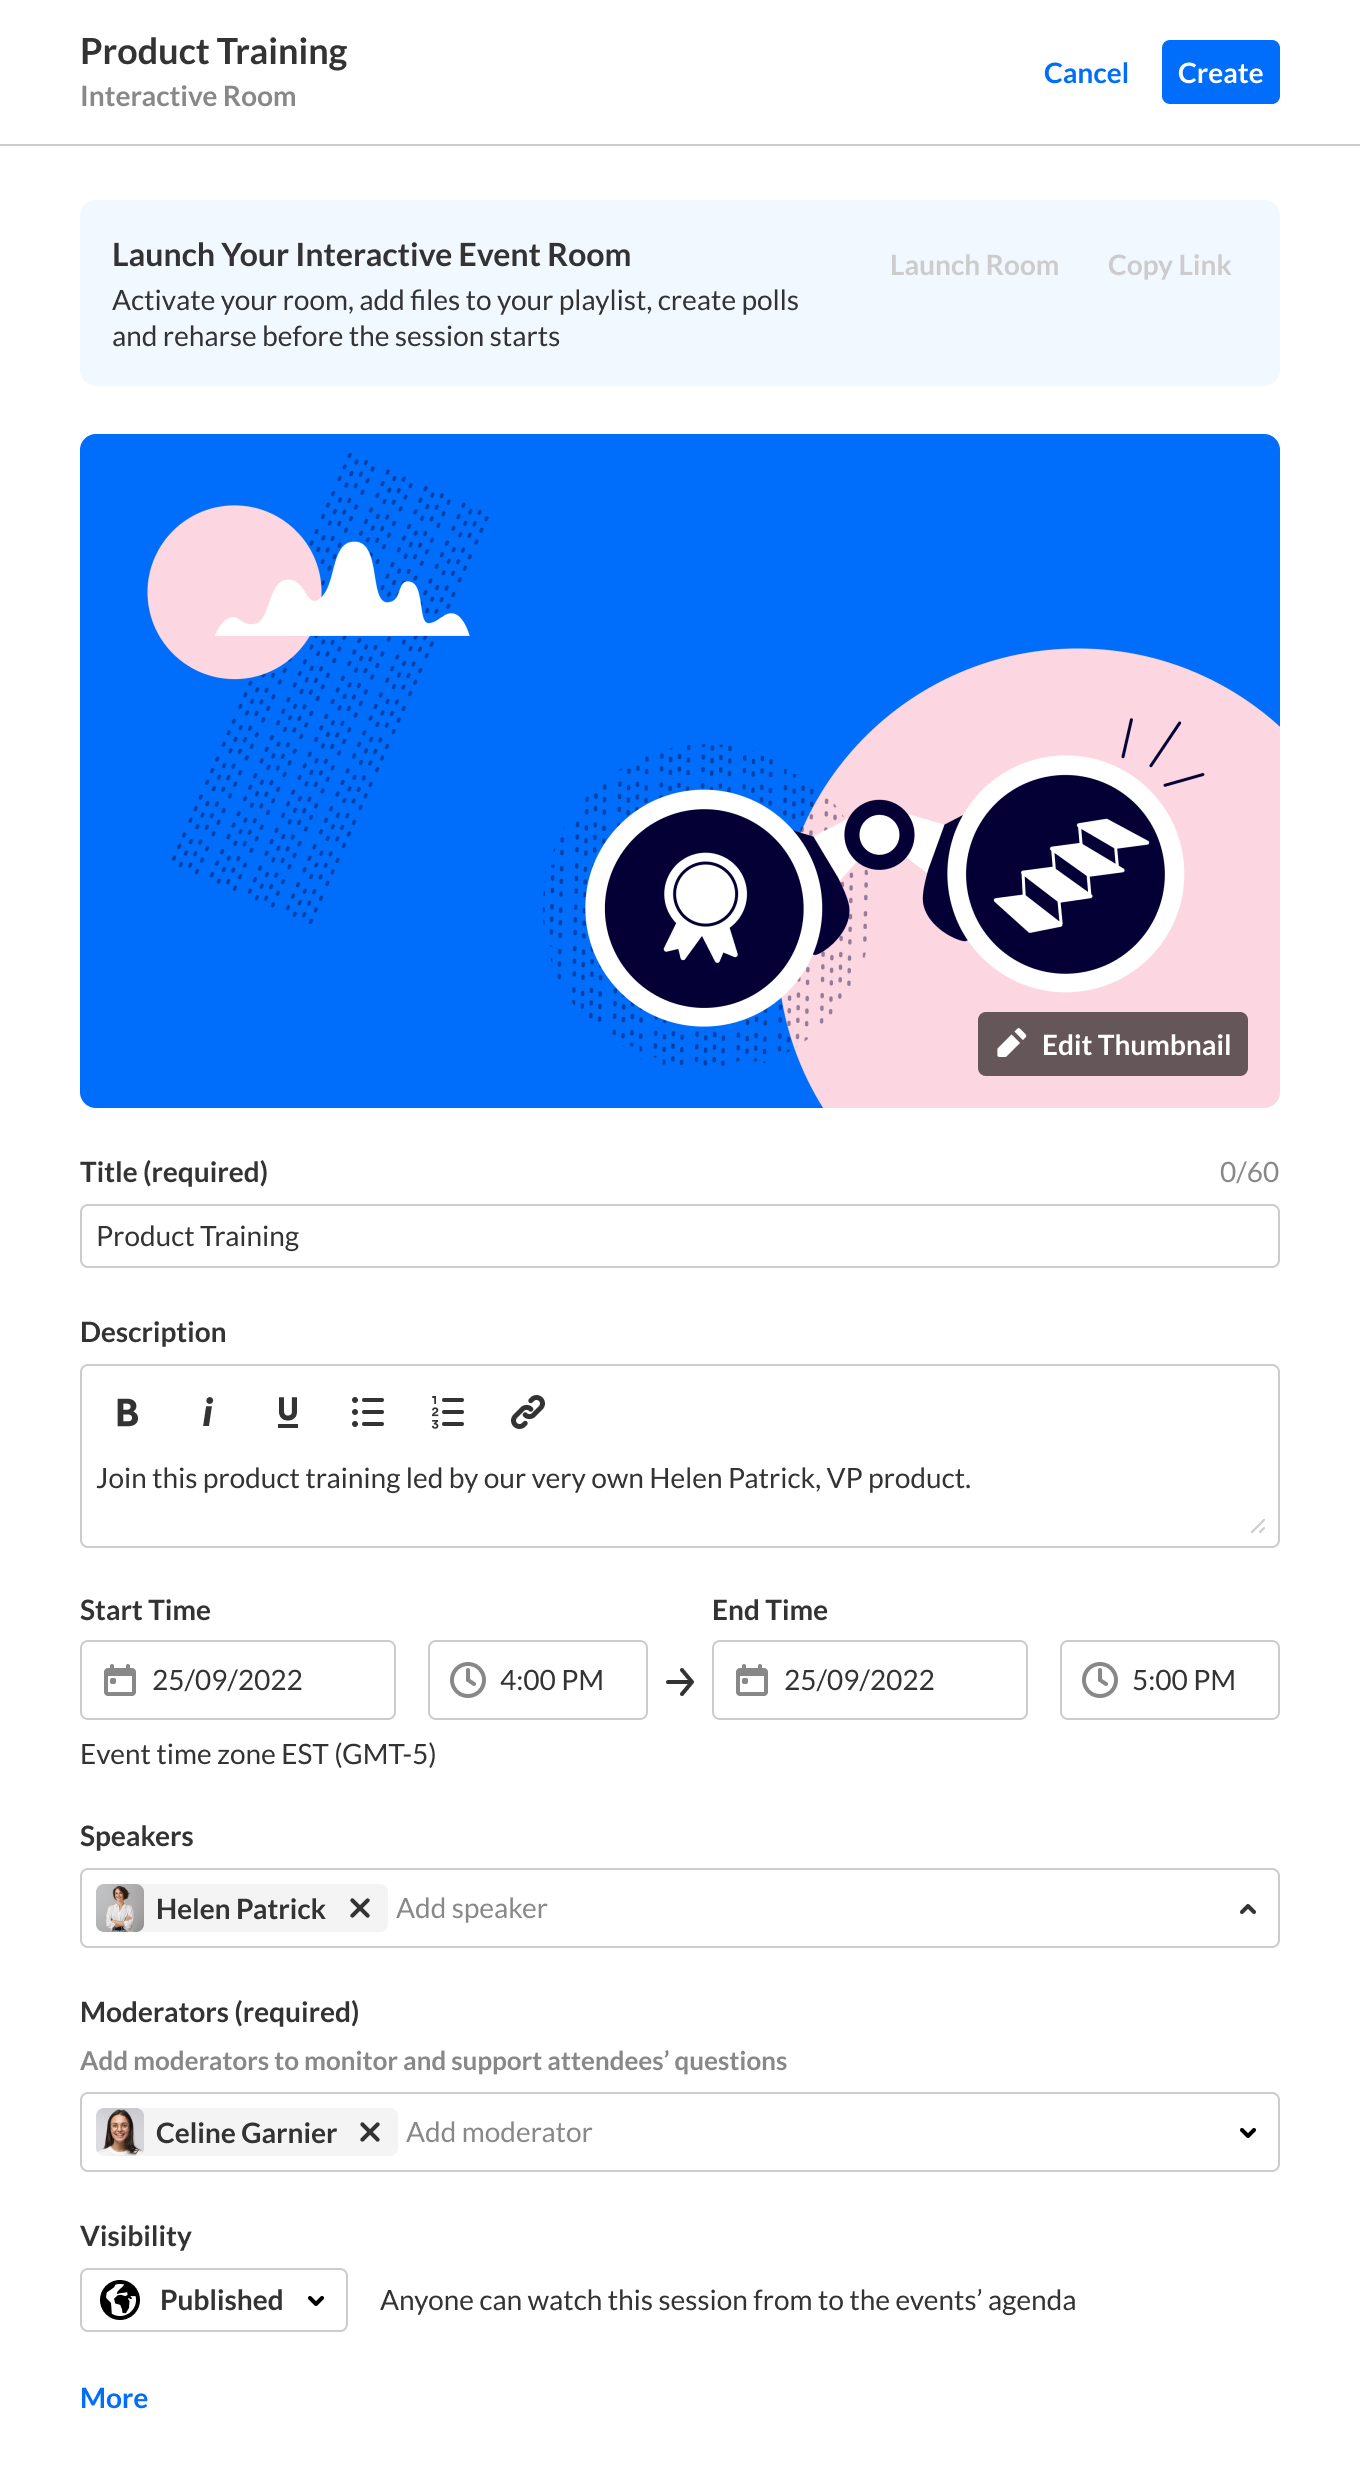 Product Training
Interactive Room
Cancel
Create
Launch Your Interactive Event Room
Launch Room
Copy Link
Activate your room, add files to your playlist, create polls
and reharse before the session starts
Edit Thumbnail
Title (required)
0/60
Product Training
Description
B i U
1
2
3
Join this product training led by our very own Helen Patrick, VP product.
Start Time
End Time
25/09/2022
4:00 PM
25/09/2022
5:00 PM
Event time zone EST (GMT-5)
Speakers
Helen Patrick
Add speaker
Moderators (required)
Add moderators to monitor and support attendees’ questions
Celine Garnier
Add moderator
Visibility
Published
Anyone can watch this session from to the events’ agenda
More